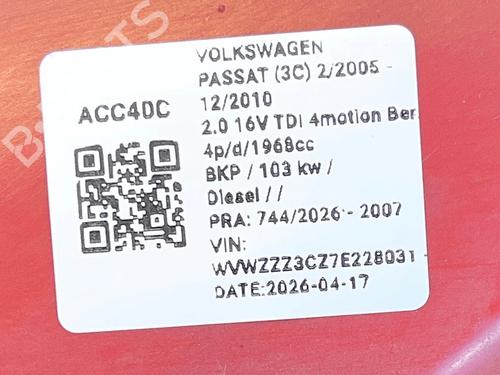 ACC40C
VOLKSWAGEN
PASSAT (3C) 2/2005 -
12/2010
2.0 16V TDI 4motion Ber.
4p/d/1968cc
BKP / 103 kw /
Diesel / /
PRA: 744/2026 - 2007
VIN:
WVWZZZ3CZ7E228031 -
DATE:2026-04-17